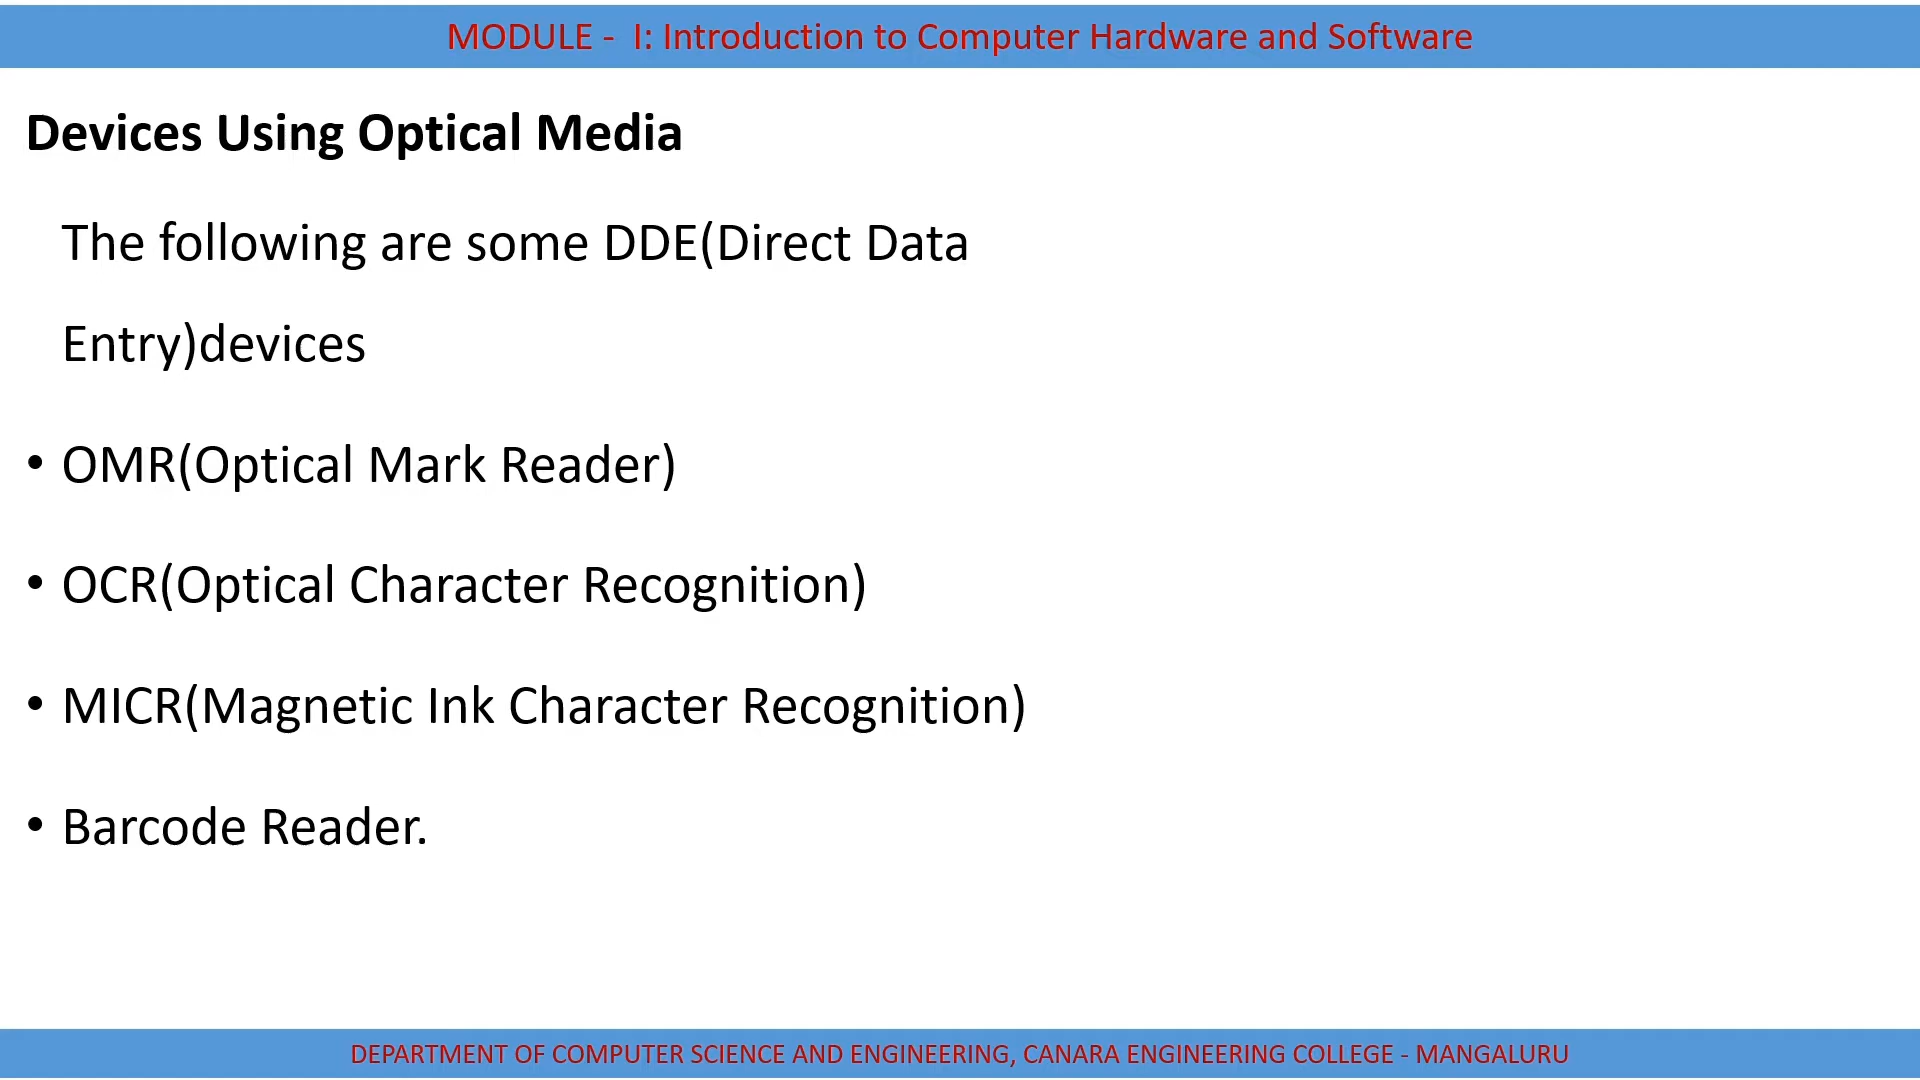 MODULE - I: Introduction to Computer Hardware and Software
Devices Using Optical Media
The following are some DDE(Direct Data
Entry)devices
• OMR(Optical Mark Reader)
• OCR(Optical Character Recognition)
• MICR(Magnetic Ink Character Recognition)
• Barcode Reader.
DEPARTMENT OF COMPUTER SCIENCE AND ENGINEERING, CANARA ENGINEERING COLLEGE - MANGALURU